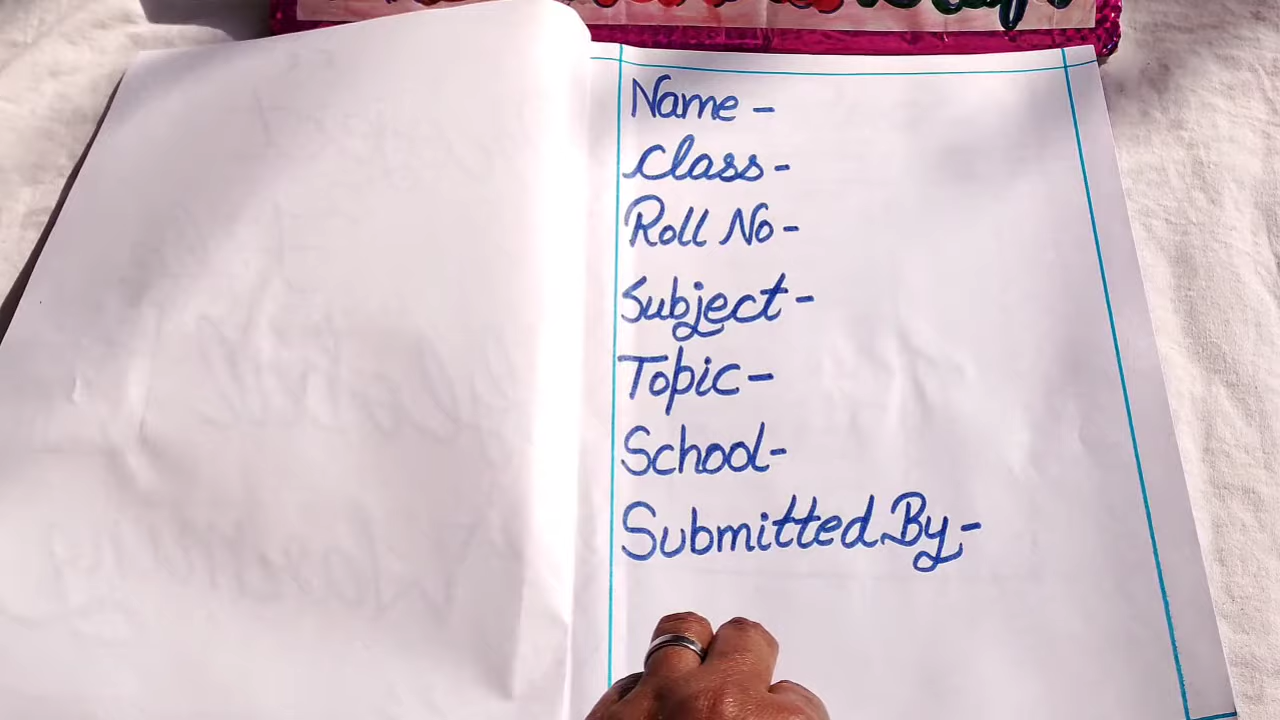 Name -
Class -
Roll No -
Subject -
Topic -
School -
Submitted By -